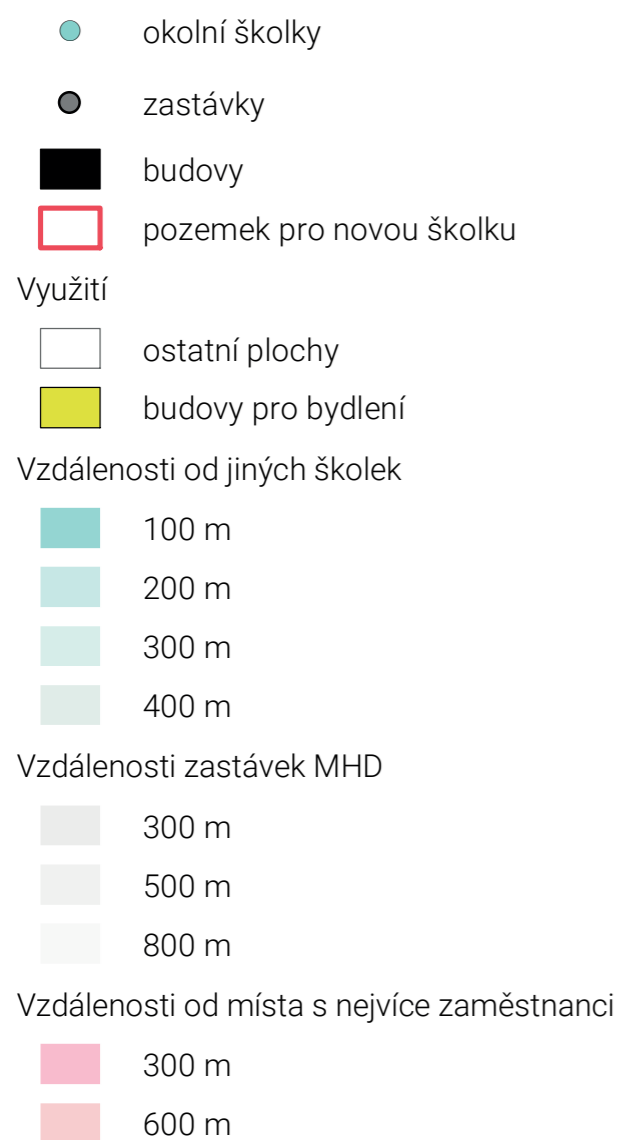 okolní školky
zastávky
budovy
pozemek pro novou školku
Využití
ostatní plochy
budovy pro bydlení
Vzdálenosti od jiných školek
100 m
200 m
300 m
400 m
Vzdálenosti zastávek MHD
300 m
500 m
800 m
Vzdálenosti od místa s nejvíce zaměstnanci
300 m
600 m